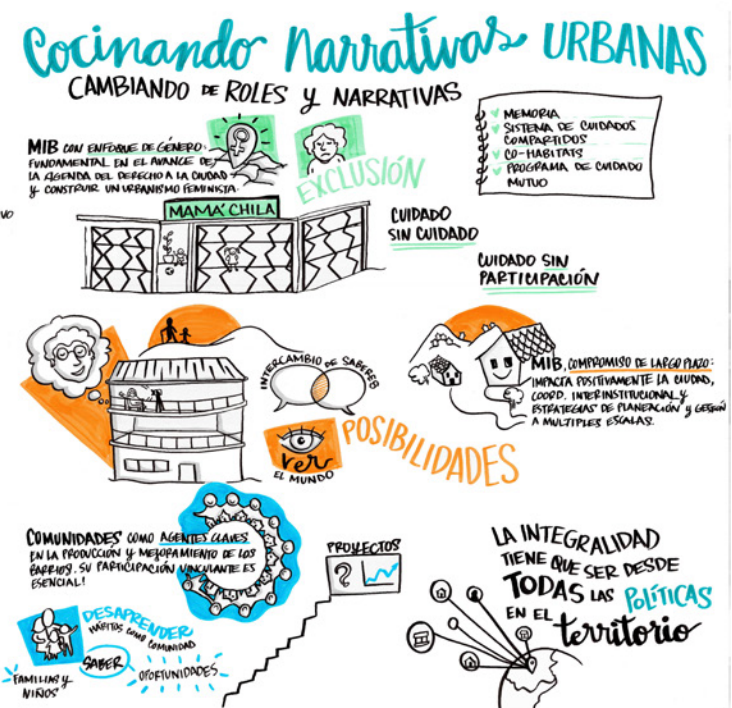 Cocinando Narrativas URBANAS
CAMBIANDO DE ROLES y NARRATIVAS
MIB CON ENFOQUE DE GÉNERO:
FUNDAMENTAL EN EL AVANCE DE
LA AGENDA DEL DERECHO A LA CIUDAD
y CONSTRUIR UN URBANISMO FEMINISTA.
EXCLUSIÓN
MEMORIA
SISTEMA DE CUIDADOS
COMPARTIDOS
CO-HABITATS
PROGRAMA DE CUIDADO
MUTUO
VO
MAMÁ CHILA
CUIDADO
SIN CUIDADO
CUIDADO SIN
PARTICIPACIÓN
INTERCAMBIO DE SABERES
ver
EL MUNDO
POSIBILIDADES
MIB, COMPROMISO DE LARGO PLAZO:
IMPACTA POSITIVAMENTE LA CIUDAD,
COORD. INTERINSTITUCIONAL y
ESTRATEGIAS DE PLANEACIÓN y GESTIÓN
A MULTIPLES ESCALAS.
COMUNIDADES COMO AGENTES CLAVES
EN LA PRODUCCIÓN Y MEJORAMIENTO DE LOS
BARRIOS. SU PARTICIPACIÓN VINCULANTE ES
ESENCIAL!
PROYECTOS
?
DESAPRENDER
HÁBITOS COMO COMUNIDAD
SABER
OPORTUNIDADES
FAMILIAS y
NIÑOS
LA INTEGRALIDAD
TIENE QUE SER DESDE
TODAS LAS POLÍTICAS
EN EL territorio